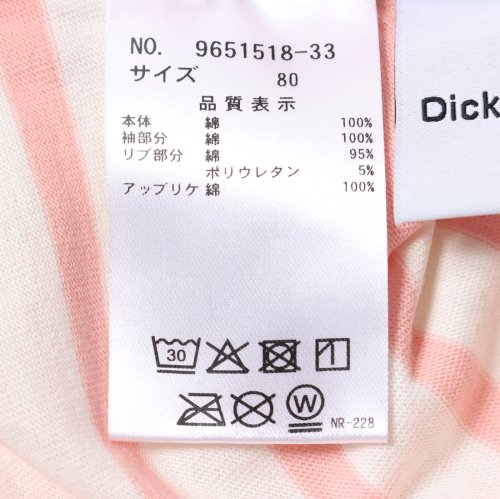 NO. 9651518-33
サイズ 80
品質表示
本体 綿 100%
袖部分 綿 100%
リブ部分 綿 95%
ポリウレタン 5%
アップリケ 綿 100%
Dick
30
W
NR-228